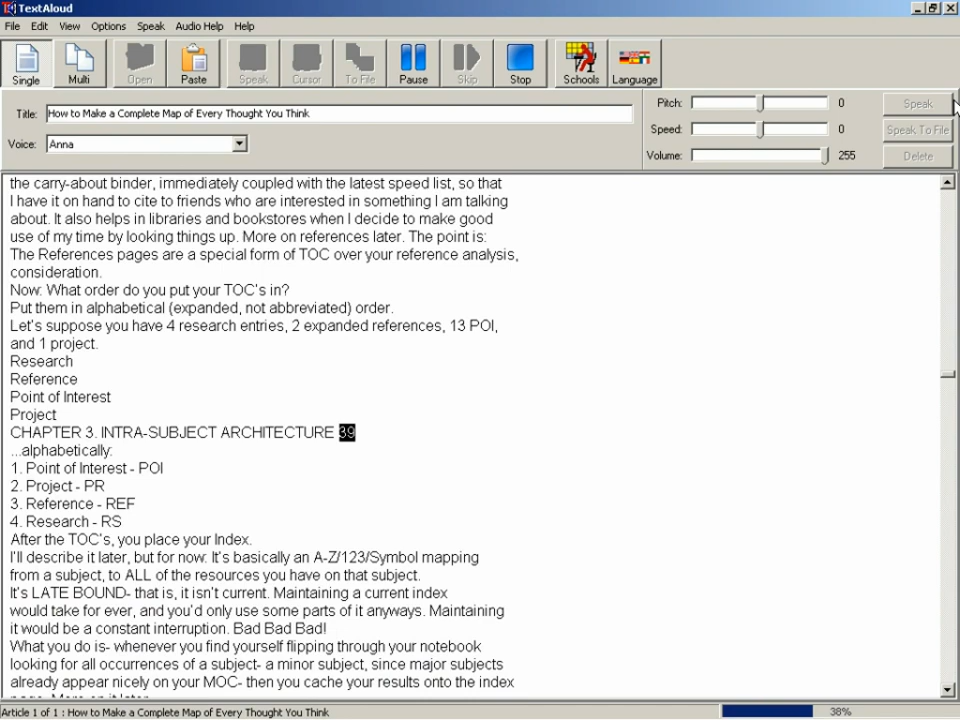 TextAloud
File Edit View Options Speak Audio Help Help
Single Multi Open Paste Speak Cursor To File Pause Skip Stop Schools Language
Title: How to Make a Complete Map of Every Thought You Think
Voice: Anna
Pitch: 0 Speak
Speed: 0 Speak To File
Volume: 255 Delete
the carry-about binder, immediately coupled with the latest speed list, so that
I have it on hand to cite to friends who are interested in something I am talking
about. It also helps in libraries and bookstores when I decide to make good
use of my time by looking things up. More on references later. The point is:
The References pages are a special form of TOC over your reference analysis,
consideration.
Now: What order do you put your TOC's in?
Put them in alphabetical (expanded, not abbreviated) order.
Let's suppose you have 4 research entries, 2 expanded references, 13 POI,
and 1 project.
Research
Reference
Point of Interest
Project
CHAPTER 3. INTRA-SUBJECT ARCHITECTURE 39
...alphabetically:
1. Point of Interest - POI
2. Project - PR
3. Reference - REF
4. Research - RS
After the TOC's, you place your Index.
I'll describe it later, but for now: It's basically an A-Z/123/Symbol mapping
from a subject, to ALL of the resources you have on that subject.
It's LATE BOUND- that is, it isn't current. Maintaining a current index
would take for ever, and you'd only use some parts of it anyways. Maintaining
it would be a constant interruption. Bad Bad Bad!
What you do is- whenever you find yourself flipping through your notebook
looking for all occurrences of a subject- a minor subject, since major subjects
already appear nicely on your MOC- then you cache your results onto the index
page. More on it later.
Article 1 of 1 : How to Make a Complete Map of Every Thought You Think 38%